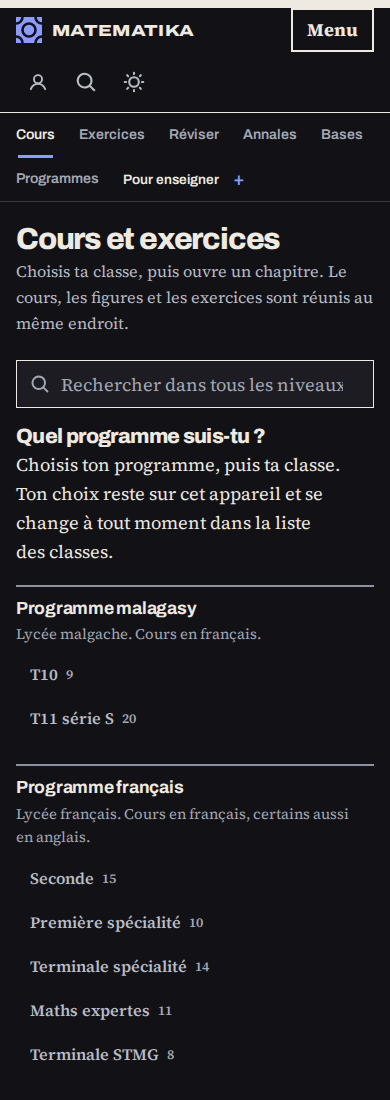 MATEMATIKA
Menu
Cours Exercices Réviser Annales Bases
Programmes Pour enseigner +
Cours et exercices
Choisis ta classe, puis ouvre un chapitre. Le
cours, les figures et les exercices sont réunis au
même endroit.
Rechercher dans tous les niveaux
Quel programme suis-tu ?
Choisis ton programme, puis ta classe.
Ton choix reste sur cet appareil et se
change à tout moment dans la liste
des classes.
Programme malagasy
Lycée malgache. Cours en français.
T10 9
T11 série S 20
Programme français
Lycée français. Cours en français, certains aussi
en anglais.
Seconde 15
Première spécialité 10
Terminale spécialité 14
Maths expertes 11
Terminale STMG 8